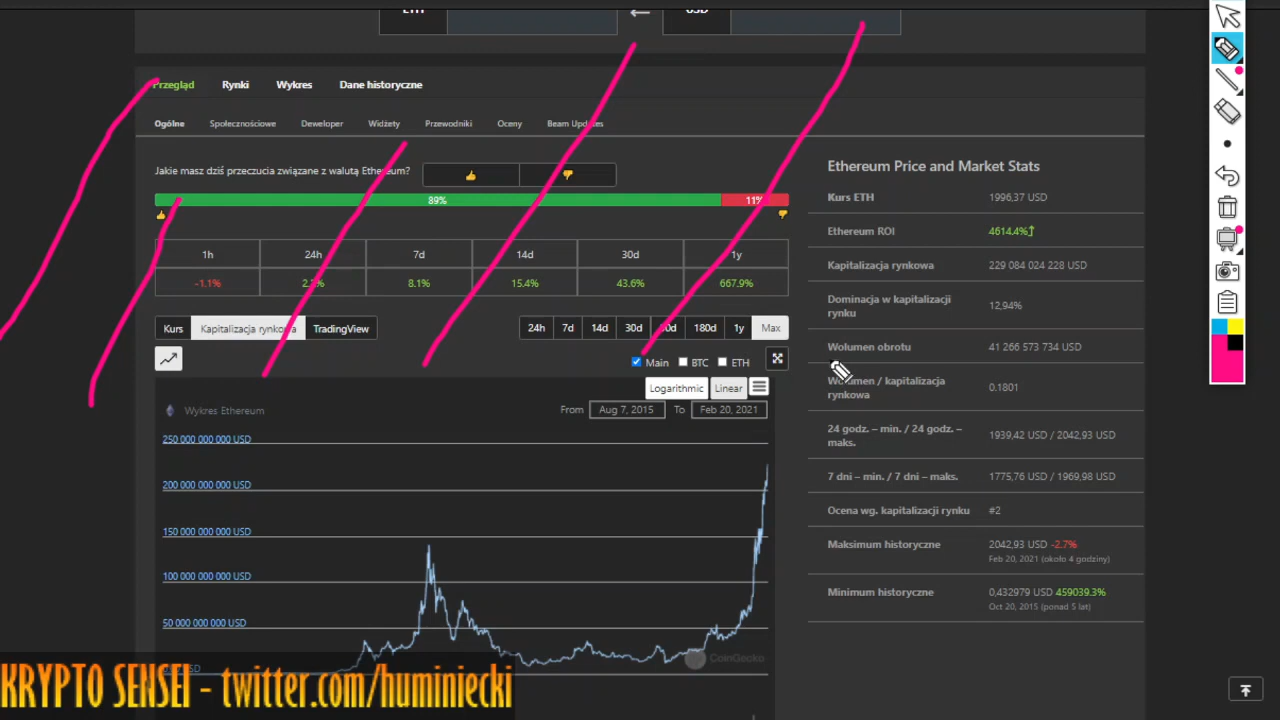 ETH
USD
Przegląd Rynki Wykres Dane historyczne
Ogólne Społecznościowe Deweloper Widżety Przewodniki Oceny Beam Updates
Jakie masz dziś przeczucia związane z walutą Ethereum?
89% 11%
1h 24h 7d 14d 30d 1y
-1.1% 8.1% 15.4% 43.6% 667.9%
Kurs Kapitalizacja rynkowa TradingView
24h 7d 14d 30d 90d 180d 1y Max
Main BTC ETH
Logarithmic Linear
Wykres Ethereum
From Aug 7, 2015 To Feb 20, 2021
250 000 000 000 USD
200 000 000 000 USD
150 000 000 000 USD
100 000 000 000 USD
50 000 000 000 USD
USD
CoinGecko
Ethereum Price and Market Stats
Kurs ETH 1996,37 USD
Ethereum ROI 4614.4%
Kapitalizacja rynkowa 229 084 024 228 USD
Dominacja w kapitalizacji
rynku 12,94%
Wolumen obrotu 41 266 573 734 USD
Wolumen / kapitalizacja
rynkowa 0.1801
24 godz. – min. / 24 godz. –
maks. 1939,42 USD / 2042,93 USD
7 dni – min. / 7 dni – maks. 1775,76 USD / 1969,98 USD
Ocena wg. kapitalizacji rynku #2
Maksimum historyczne 2042,93 USD -2.7%
Feb 20, 2021 (około 4 godziny)
Minimum historyczne 0,432979 USD 459039.3%
Oct 20, 2015 (ponad 5 lat)
KRYPTO SENSEI - twitter.com/huminiecki